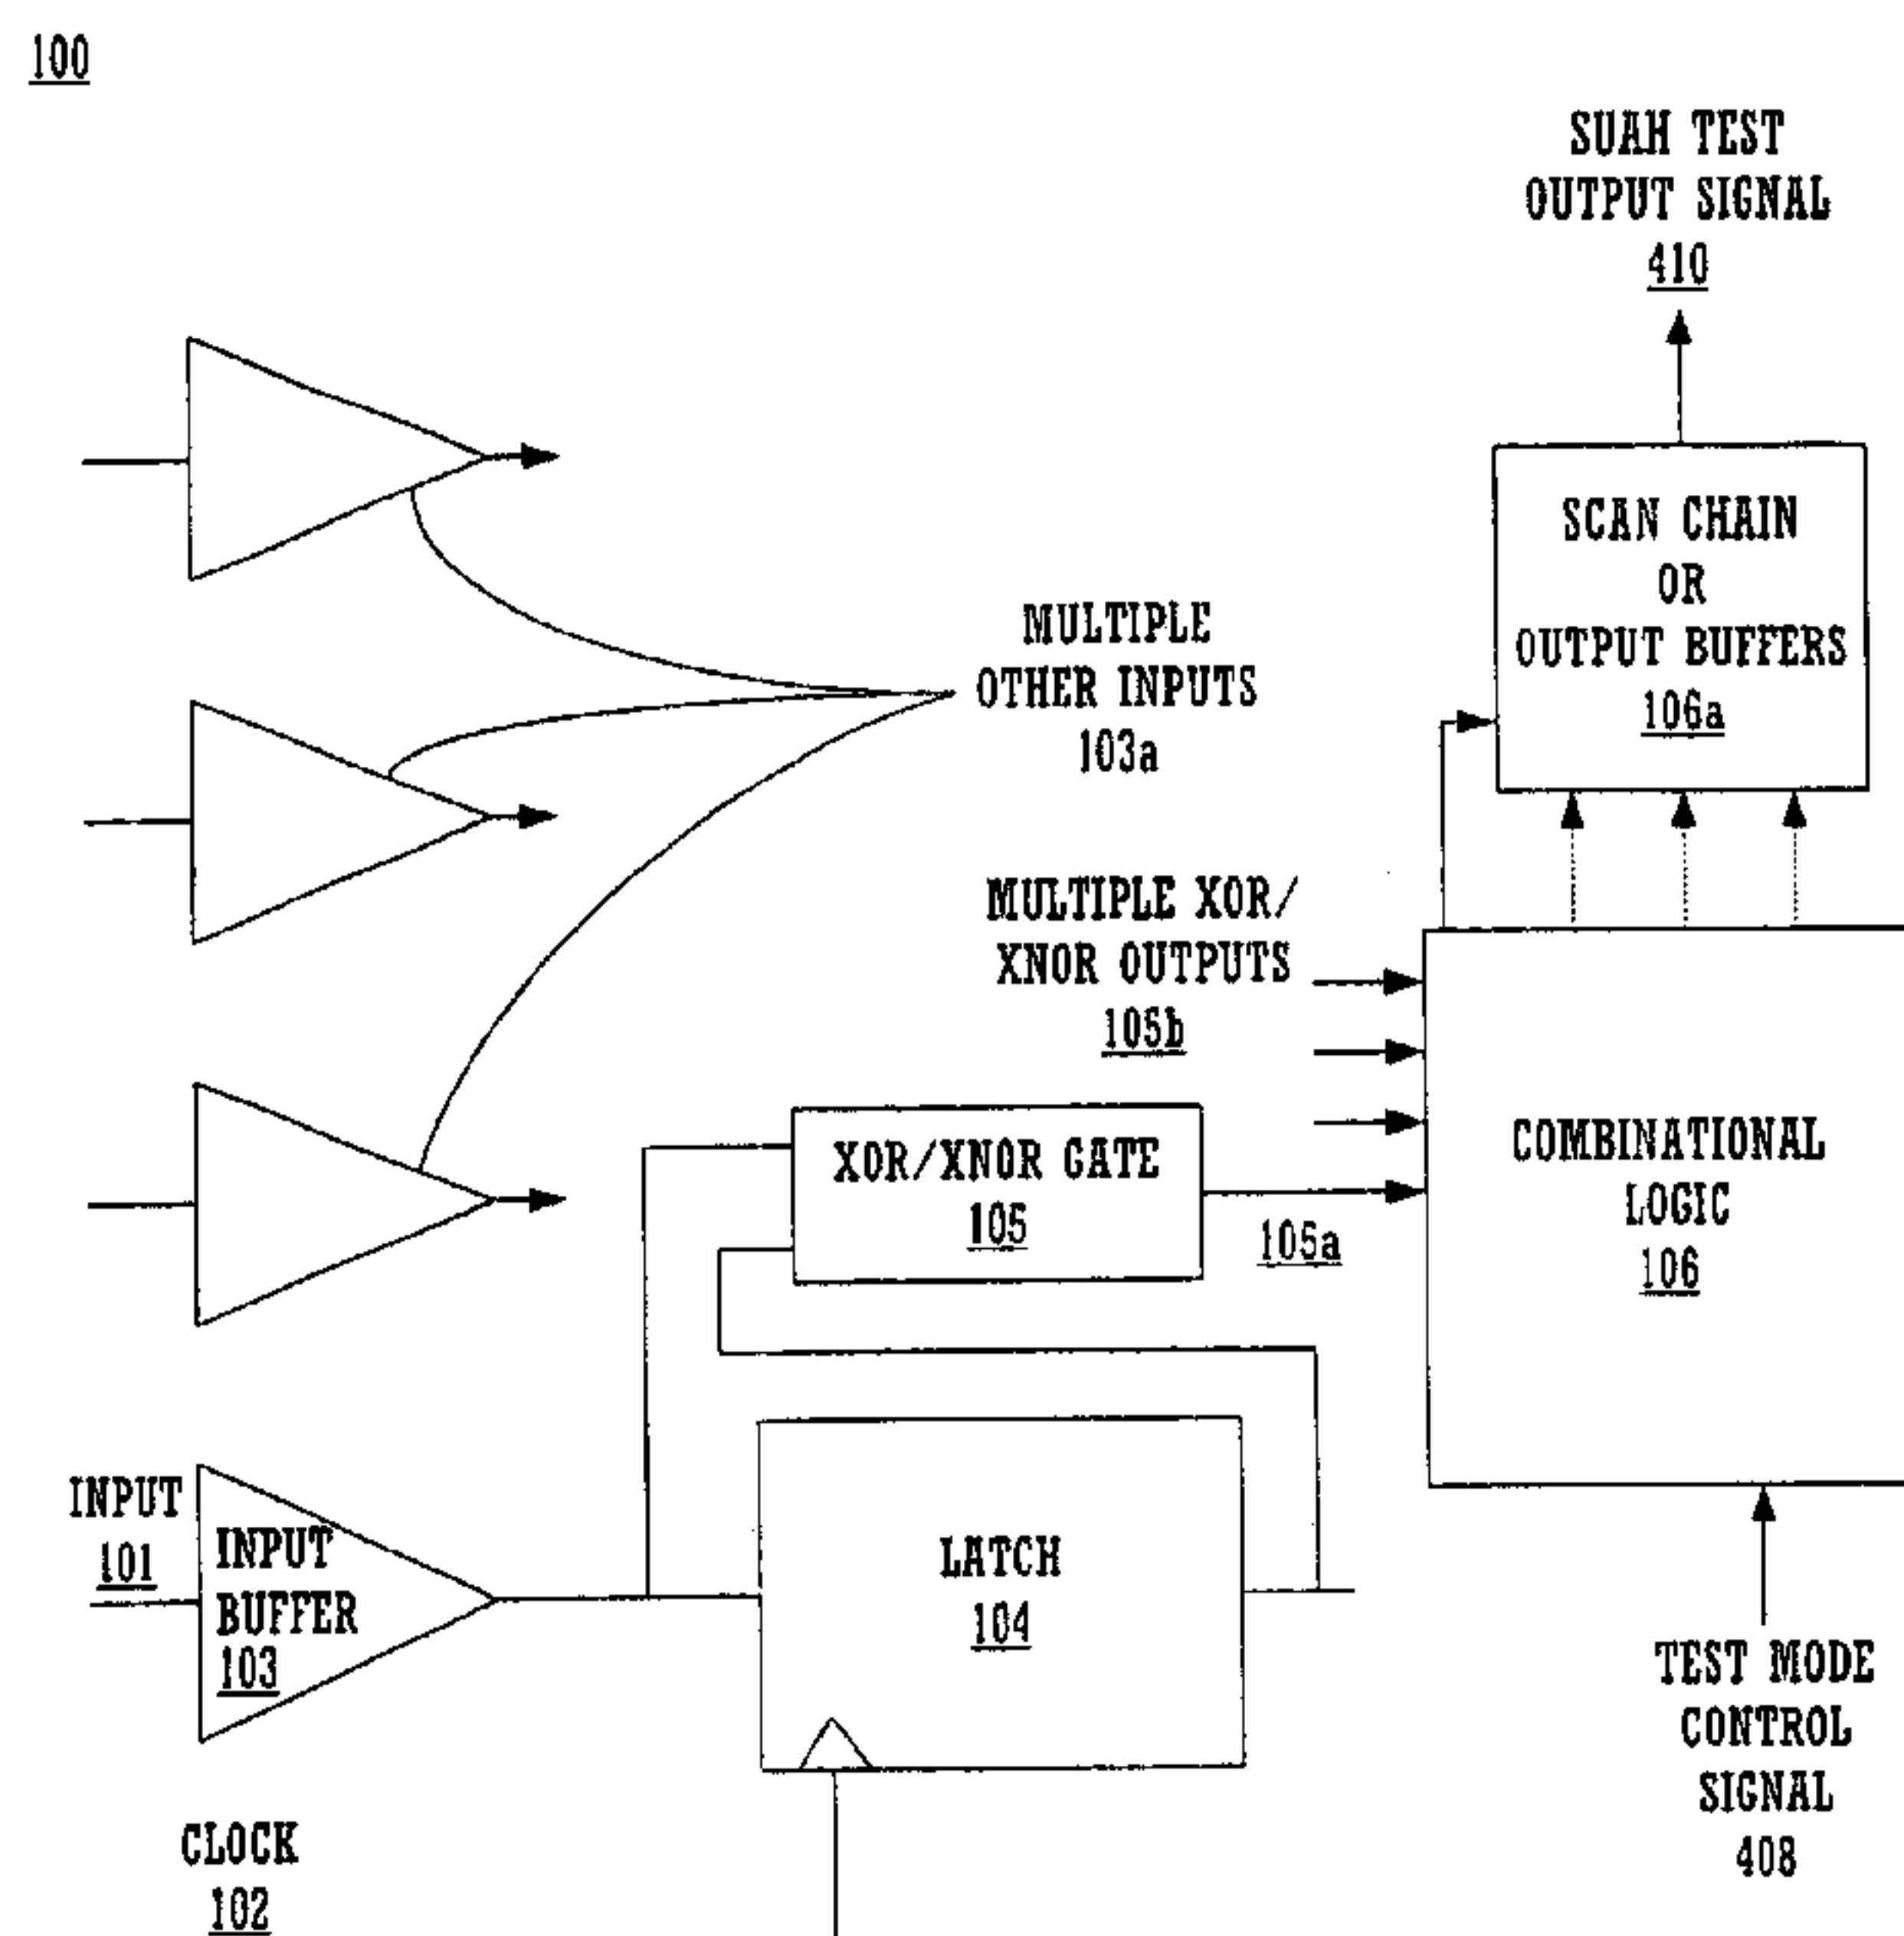 100
SUAH TEST
OUTPUT SIGNAL
410
SCAN CHAIN
OR
OUTPUT BUFFERS
106a
MULTIPLE
OTHER INPUTS
103a
MULTIPLE XOR/
XNOR OUTPUTS
105b
XOR/XNOR GATE
105
105a
COMBINATIONAL
LOGIC
106
INPUT
101
INPUT
BUFFER
103
LATCH
104
TEST MODE
CONTROL
SIGNAL
408
CLOCK
102